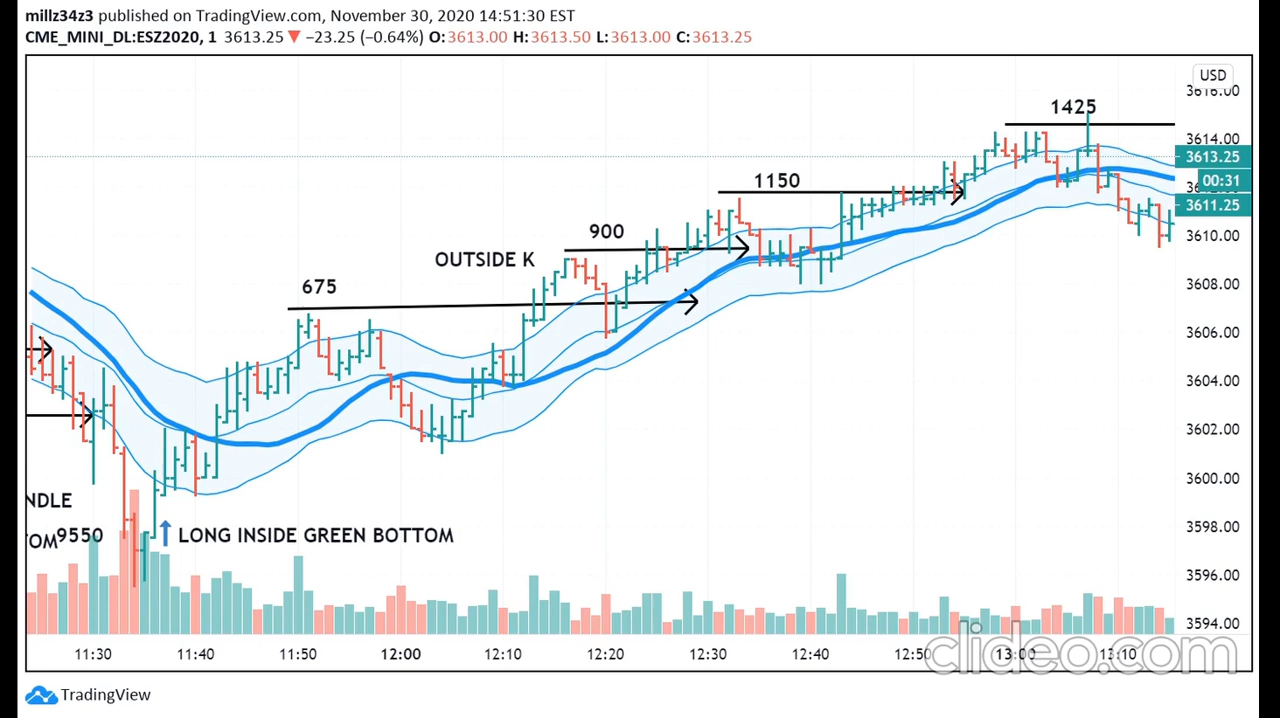 millz34z3 published on TradingView.com, November 30, 2020 14:51:30 EST
CME_MINI_DL:ESZ2020, 1 3613.25 ▼ −23.25 (−0.64%) O:3613.00 H:3613.50 L:3613.00 C:3613.25
USD
3616.00
1425
3614.00
3613.25
1150
00:31
3611.25
900
3610.00
OUTSIDE K
675
3608.00
3606.00
3604.00
3602.00
3600.00
NDLE
OM 9550
LONG INSIDE GREEN BOTTOM
3598.00
3596.00
3594.00
11:30 11:40 11:50 12:00 12:10 12:20 12:30 12:40 12:50 13:00 13:10
clideo.com
TradingView